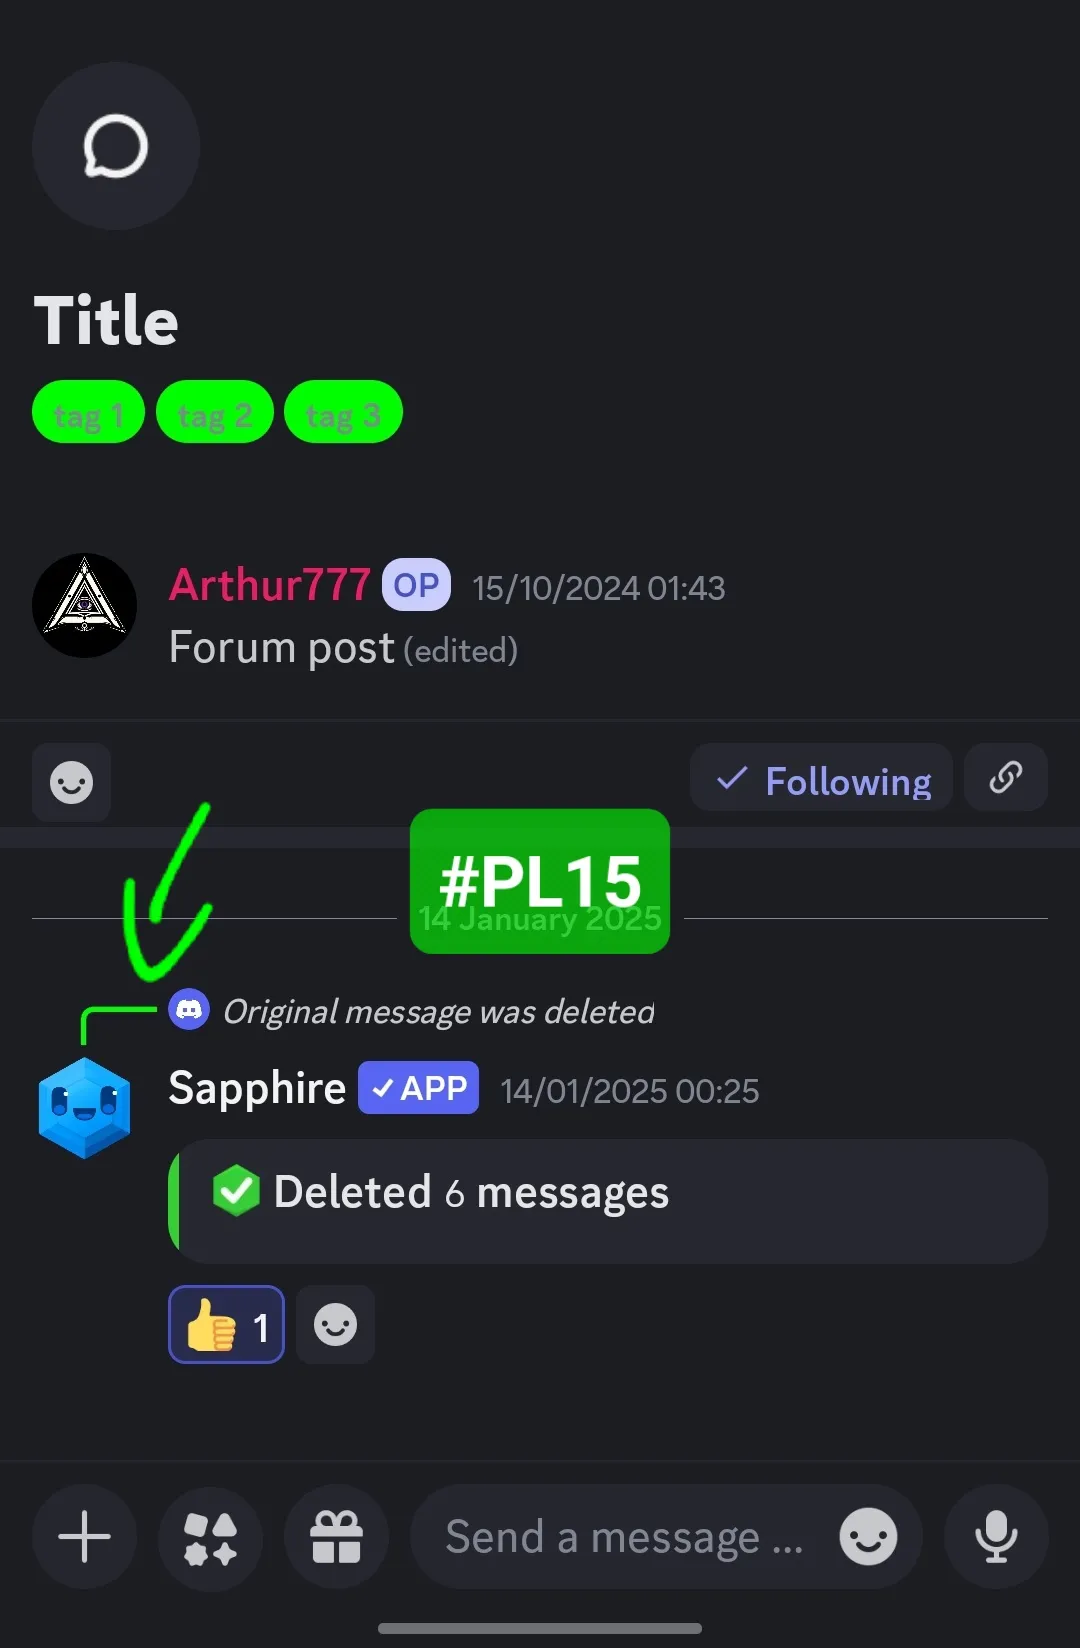 Title
tag 1 tag 2 tag 3
Arthur777 OP 15/10/2024 01:43
Forum post (edited)
Following
#PL15
14 January 2025
Original message was deleted
Sapphire APP 14/01/2025 00:25
Deleted 6 messages
1
Send a message ...